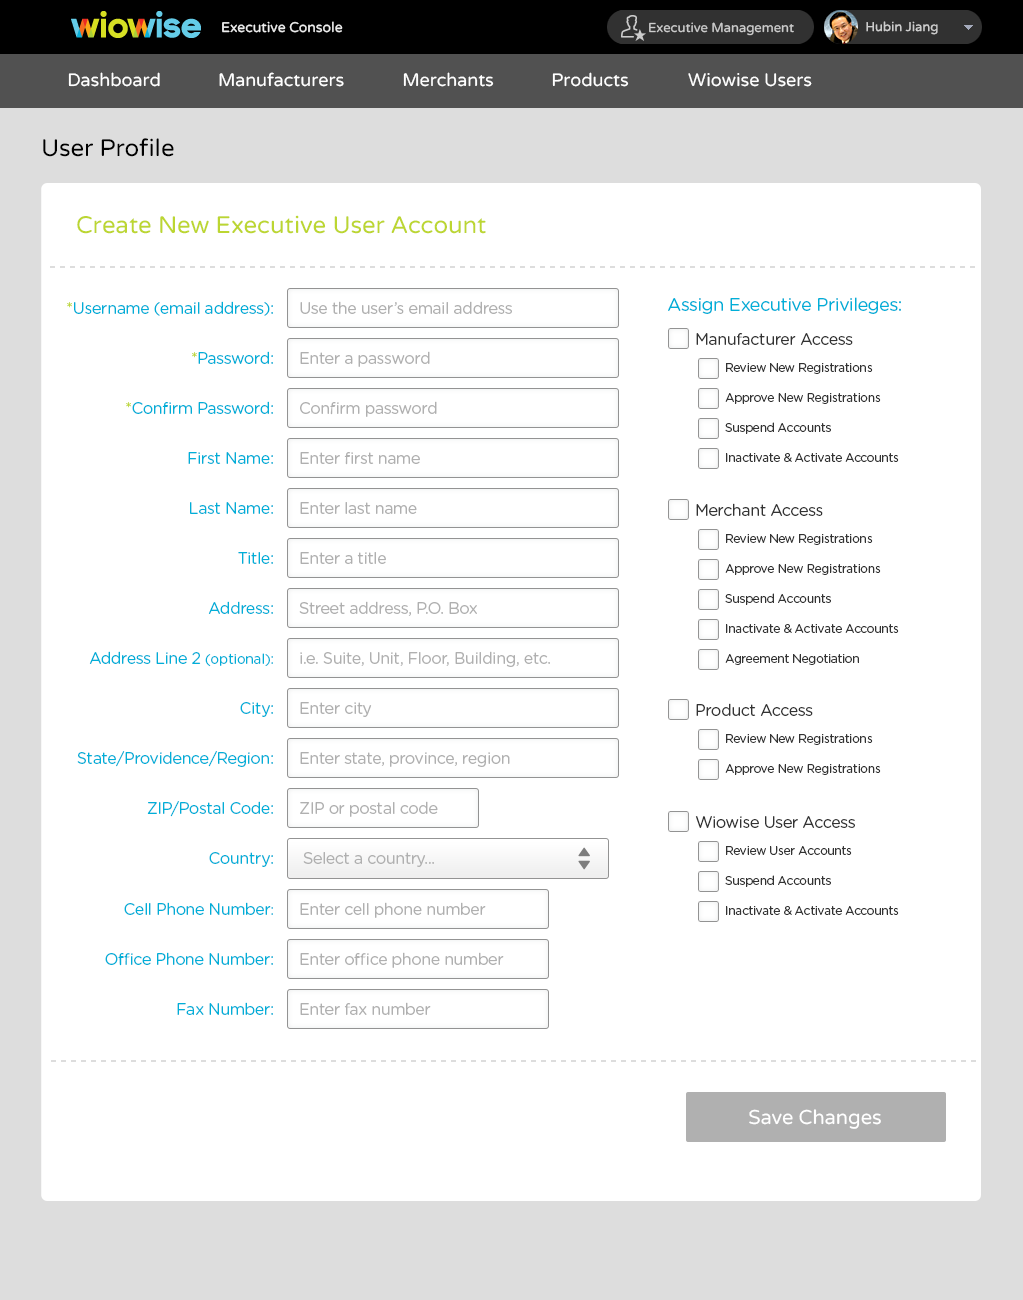 wiowise Executive Console Executive Management Hubin Jiang
Dashboard Manufacturers Merchants Products Wiowise Users
User Profile
Create New Executive User Account
*Username (email address): Use the user's email address
*Password: Enter a password
*Confirm Password: Confirm password
First Name: Enter first name
Last Name: Enter last name
Title: Enter a title
Address: Street address, P.O. Box
Address Line 2 (optional): i.e. Suite, Unit, Floor, Building, etc.
City: Enter city
State/Providence/Region: Enter state, province, region
ZIP/Postal Code: ZIP or postal code
Country: Select a country...
Cell Phone Number: Enter cell phone number
Office Phone Number: Enter office phone number
Fax Number: Enter fax number
Assign Executive Privileges:
Manufacturer Access
Review New Registrations
Approve New Registrations
Suspend Accounts
Inactivate & Activate Accounts
Merchant Access
Review New Registrations
Approve New Registrations
Suspend Accounts
Inactivate & Activate Accounts
Agreement Negotiation
Product Access
Review New Registrations
Approve New Registrations
Wiowise User Access
Review User Accounts
Suspend Accounts
Inactivate & Activate Accounts
Save Changes